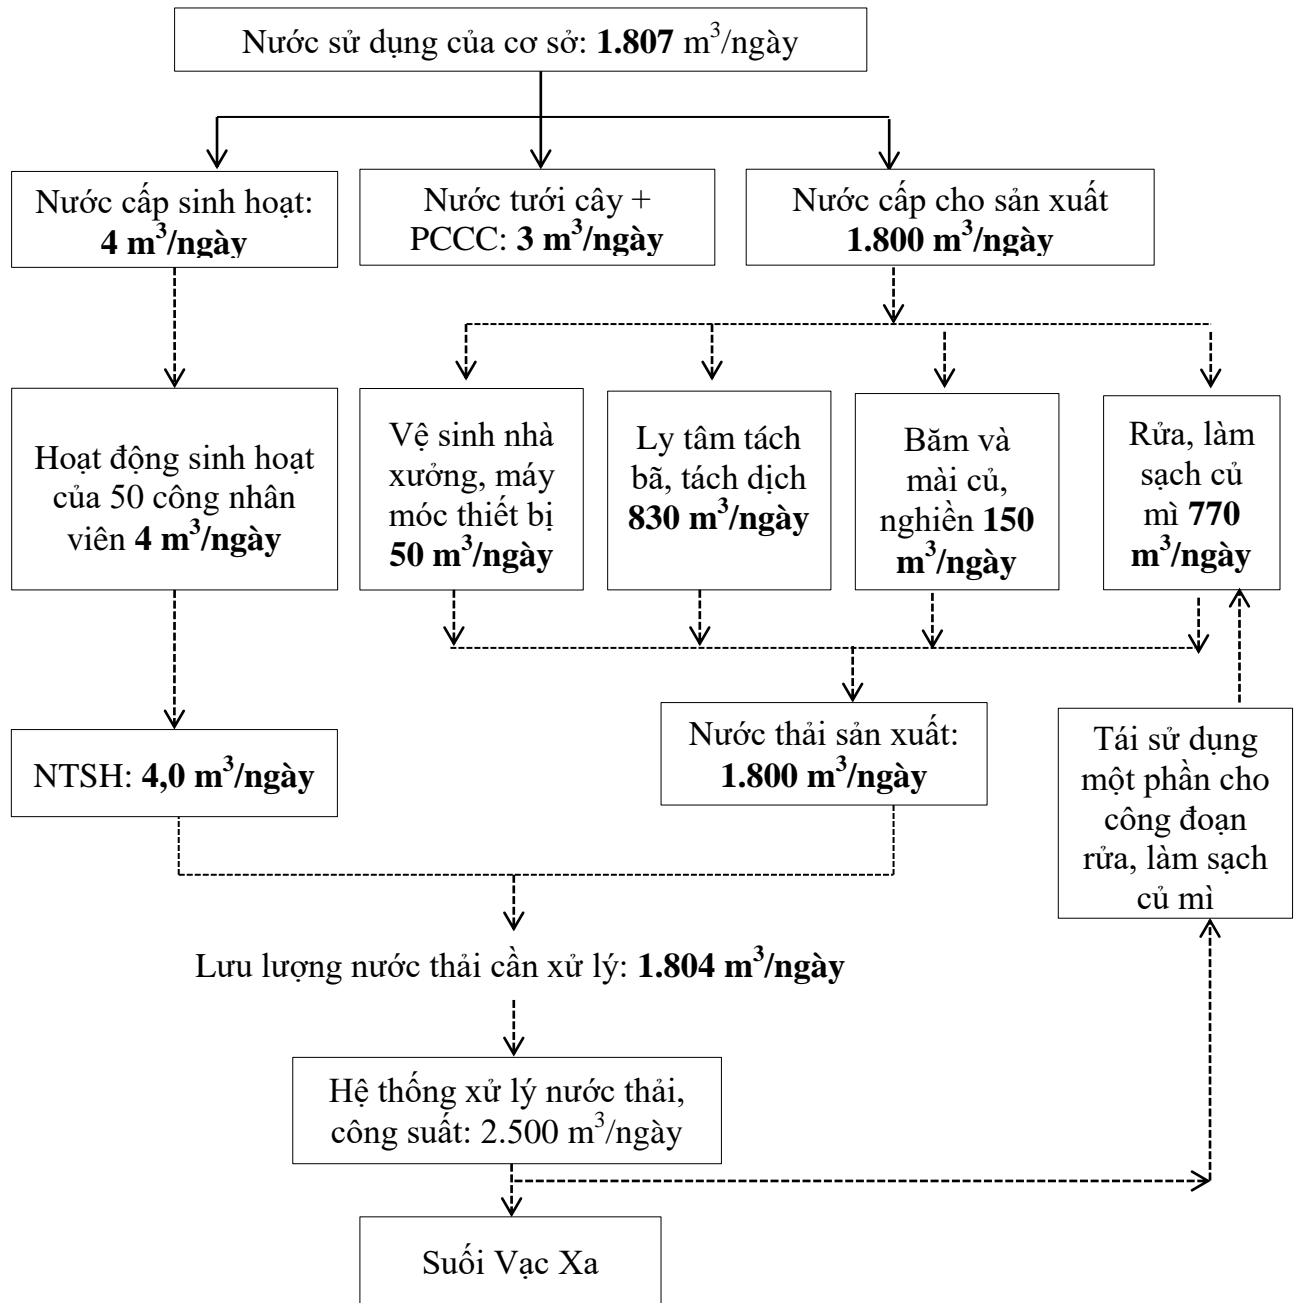 Nước sử dụng của cơ sở: 1.807 m³/ngày
Nước cấp sinh hoạt:
4 m³/ngày
Nước tưới cây +
PCCC: 3 m³/ngày
Nước cấp cho sản xuất
1.800 m³/ngày
Hoạt động sinh hoạt
của 50 công nhân
viên 4 m³/ngày
Vệ sinh nhà
xưởng, máy
móc thiết bị
50 m³/ngày
Ly tâm tách
bã, tách dịch
830 m³/ngày
Băm và
mài củ,
nghiền 150
m³/ngày
Rửa, làm
sạch củ
mì 770
m³/ngày
NTSH: 4,0 m³/ngày
Nước thải sản xuất:
1.800 m³/ngày
Tái sử dụng
một phần cho
công đoạn
rửa, làm sạch
củ mì
Lưu lượng nước thải cần xử lý: 1.804 m³/ngày
Hệ thống xử lý nước thải,
công suất: 2.500 m³/ngày
Suối Vạc Xa